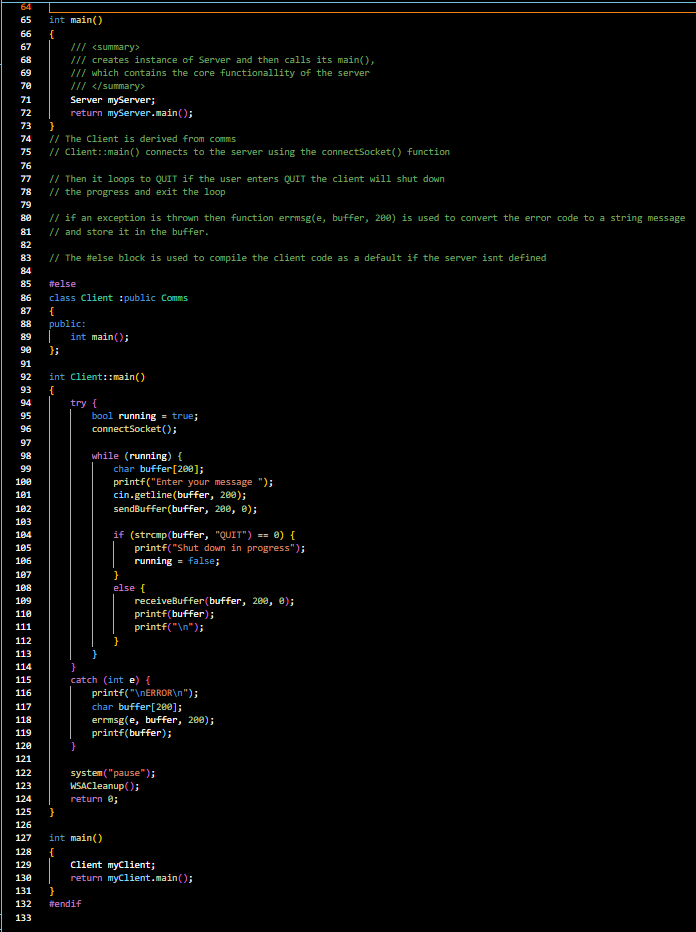 64
65 int main()
66 {
67 /// <summary>
68 /// creates instance of Server and then calls its main(),
69 /// which contains the core functionallity of the server
70 /// </summary>
71 Server myServer;
72 return myServer.main();
73 }
74 // The Client is derived from comms
75 // Client::main() connects to the server using the connectSocket() function
76
77 // Then it loops to QUIT if the user enters QUIT the client will shut down
78 // the progress and exit the loop
79
80 // if an exception is thrown then function errmsg(e, buffer, 200) is used to convert the error code to a string message
81 // and store it in the buffer.
82
83 // The #else block is used to compile the client code as a default if the server isnt defined
84
85 #else
86 class Client :public Comms
87 {
88 public:
89 int main();
90 };
91
92 int Client::main()
93 {
94 try {
95 bool running = true;
96 connectSocket();
97
98 while (running) {
99 char buffer[200];
100 printf("Enter your message ");
101 cin.getline(buffer, 200);
102 sendBuffer(buffer, 200, 0);
103
104 if (strcmp(buffer, "QUIT") == 0) {
105 printf("Shut down in progress");
106 running = false;
107 }
108 else {
109 receiveBuffer(buffer, 200, 0);
110 printf(buffer);
111 printf("\n");
112 }
113 }
114 }
115 catch (int e) {
116 printf("\nERROR\n");
117 char buffer[200];
118 errmsg(e, buffer, 200);
119 printf(buffer);
120 }
121
122 system("pause");
123 WSACleanup();
124 return 0;
125 }
126
127 int main()
128 {
129 Client myClient;
130 return myClient.main();
131 }
132 #endif
133